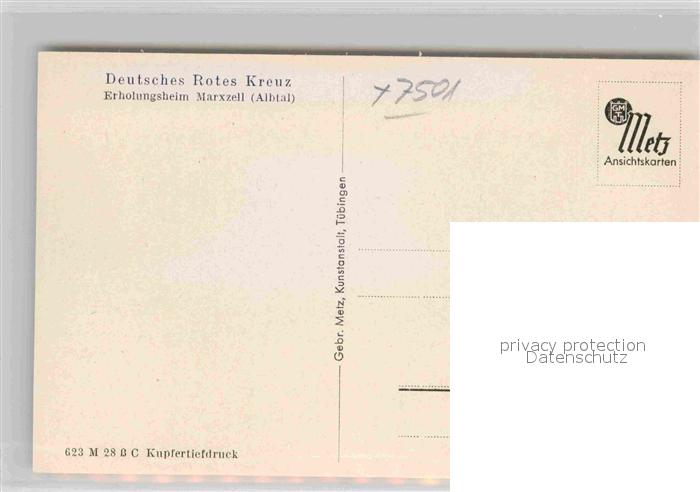 Deutsches Rotes Kreuz
Erholungsheim Marxzell (Albtal)
+7501
GM
Metz
Ansichtskarten
Gebr. Metz, Kunstanstalt, Tübingen
privacy protection
Datenschutz
623 M 28 ß C Kupfertiefdruck